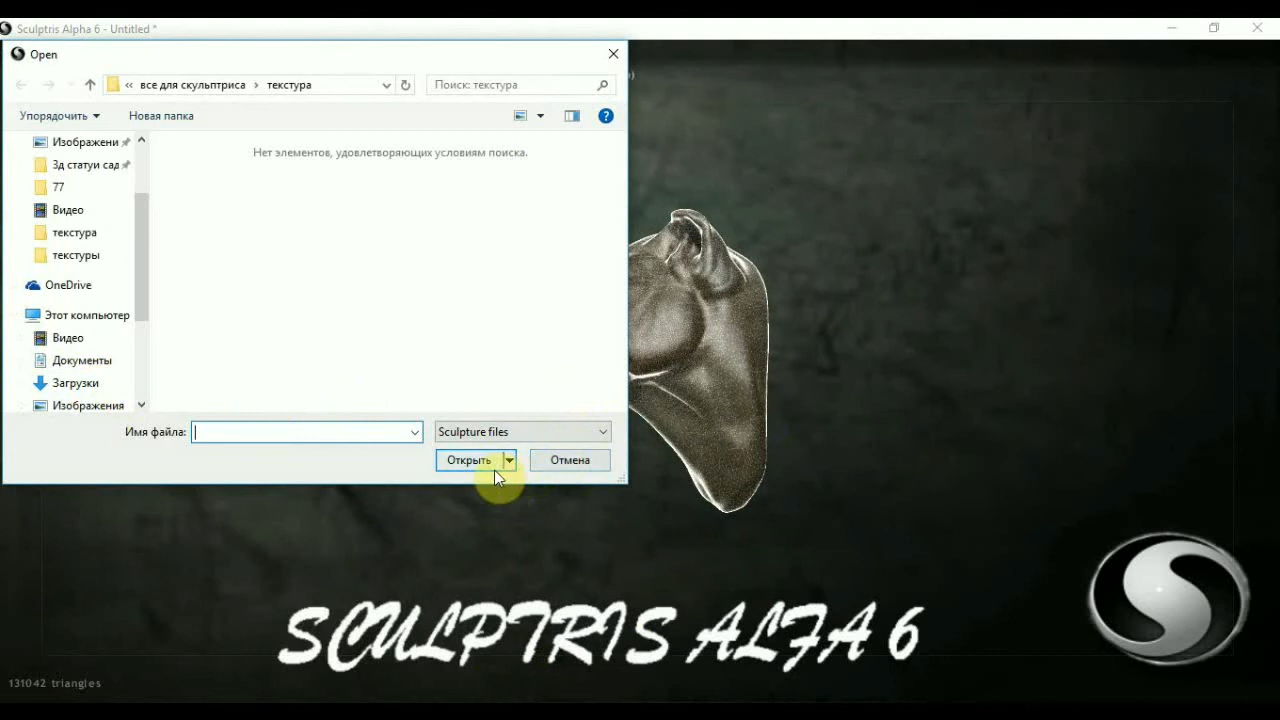 Sculptris Alpha 6 - Untitled *
Open
« все для скульптриса › текстура
Поиск: текстура
Упорядочить
Новая папка
Изображени
3д статуи сад
77
Видео
текстура
текстуры
OneDrive
Этот компьютер
Видео
Документы
Загрузки
Изображения
Нет элементов, удовлетворяющих условиям поиска.
Имя файла:
Sculpture files
Открыть
Отмена
SCULPTRIS ALFA 6
131042 triangles